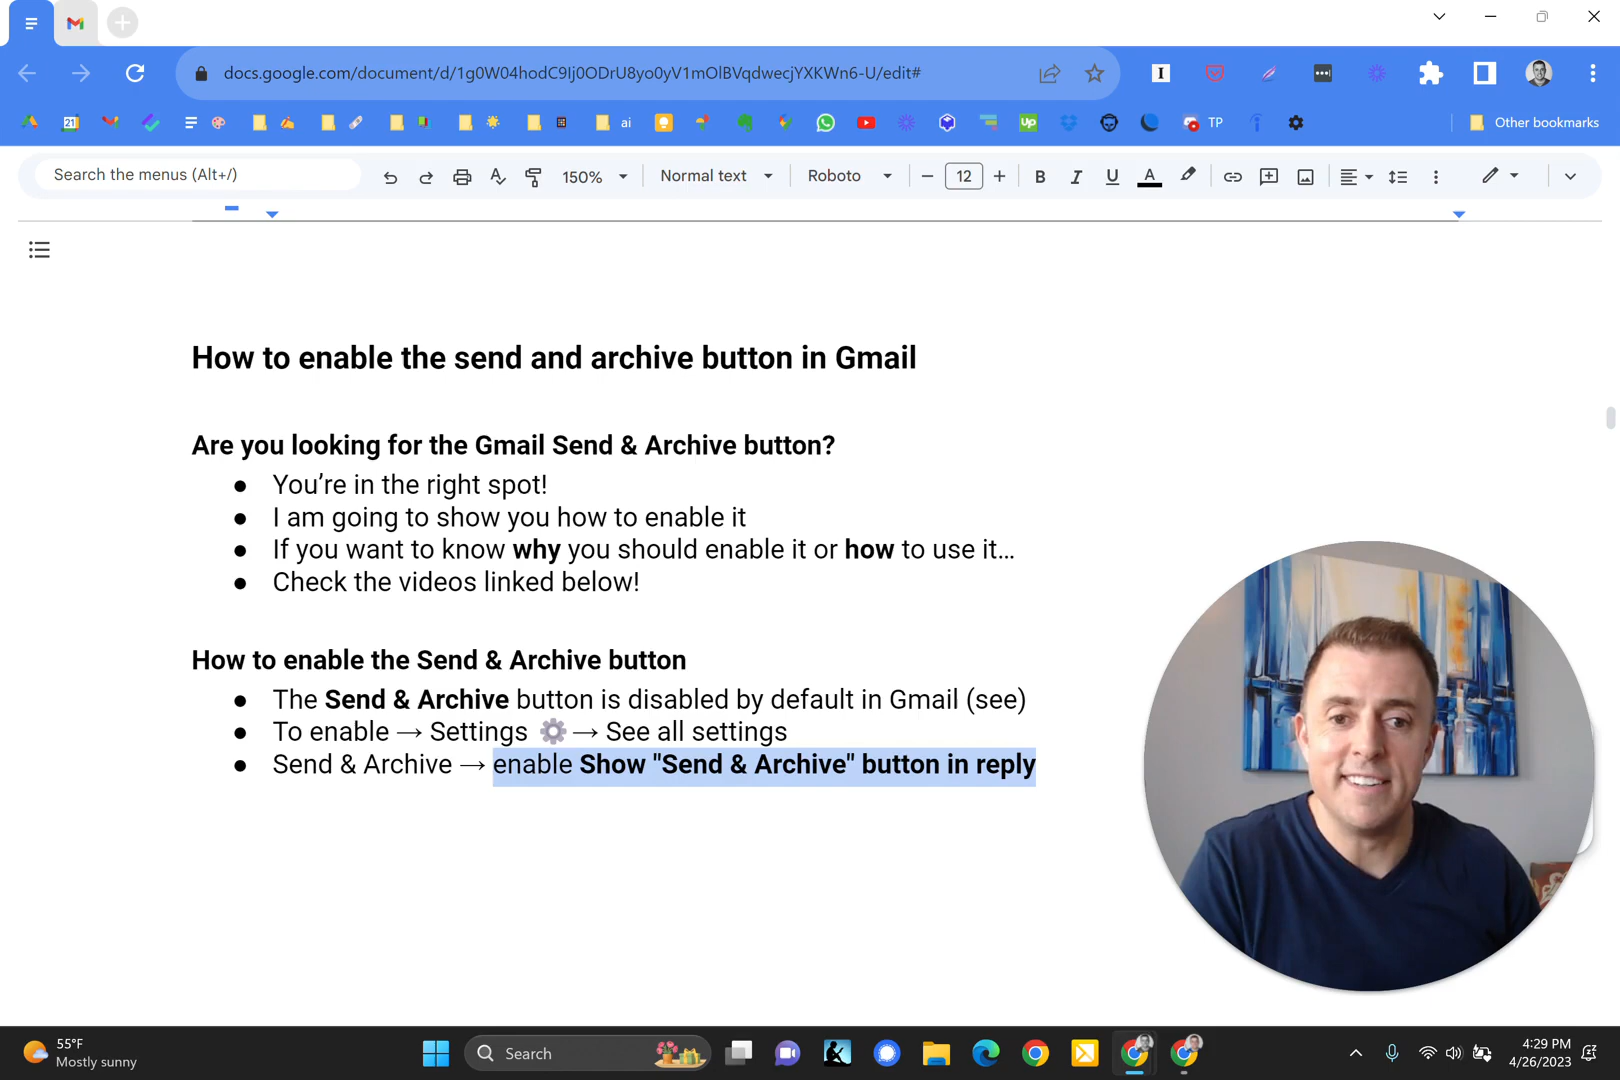 docs.google.com/document/d/1g0W04hodC9Ij0ODrU8yo0yV1mOlBVqdwecjYXKWn6-U/edit#
21
ai
up
TP
Other bookmarks
Search the menus (Alt+/)
150%
Normal text
Roboto
12
B
I
U
A
How to enable the send and archive button in Gmail
Are you looking for the Gmail Send & Archive button?
● You’re in the right spot!
● I am going to show you how to enable it
● If you want to know why you should enable it or how to use it…
● Check the videos linked below!
How to enable the Send & Archive button
● The Send & Archive button is disabled by default in Gmail (see)
● To enable → Settings ⚙️ → See all settings
● Send & Archive → enable Show "Send & Archive" button in reply
55°F
Mostly sunny
Search
4:29 PM
4/26/2023